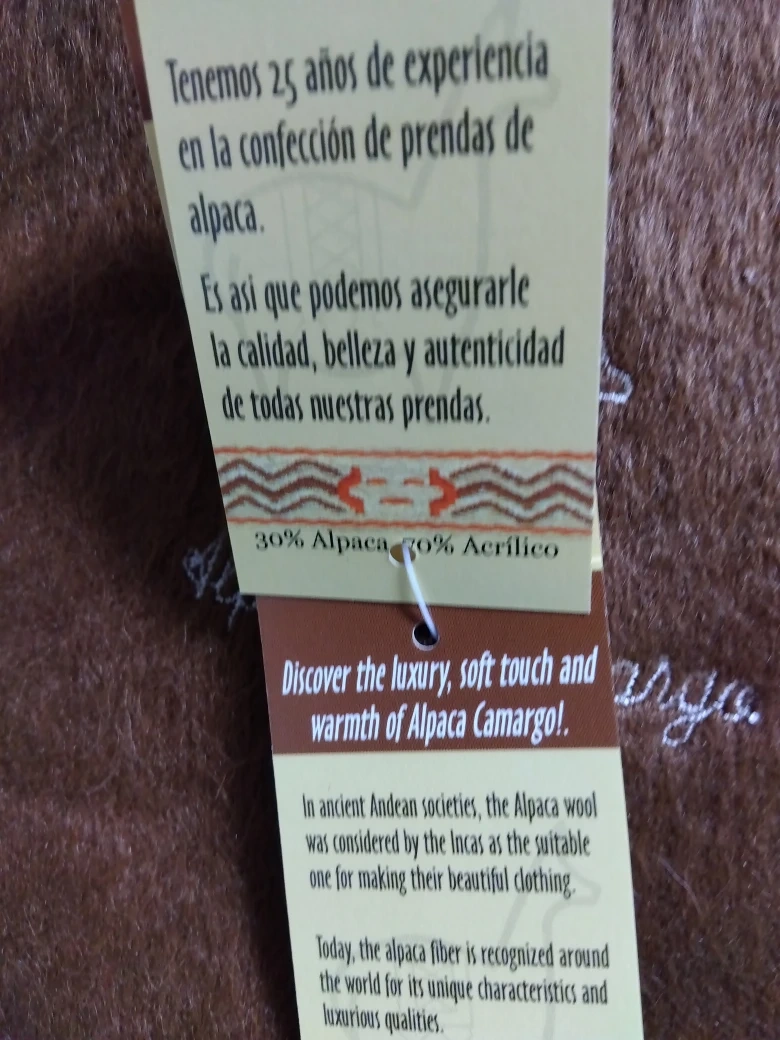 Tenemos 25 años de experiencia
en la confección de prendas de
alpaca.
Es asi que podemos asegurarle
la calidad, belleza y autenticidad
de todas nuestras prendas.
30% Alpaca 70% Acrílico
Discover the luxury, soft touch and
warmth of Alpaca Camargo!.
In ancient Andean societies, the Alpaca wool
was considered by the Incas as the suitable
one for making their beautiful clothing.
Today, the alpaca fiber is recognized around
the world for its unique characteristics and
luxurious qualities.